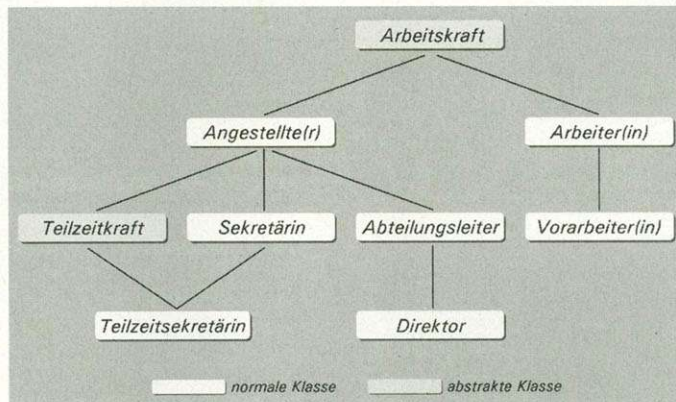 Arbeitskraft
Angestellte(r) Arbeiter(in)
Teilzeitkraft Sekretärin Abteilungsleiter Vorarbeiter(in)
Teilzeitsekretärin Direktor
normale Klasse abstrakte Klasse